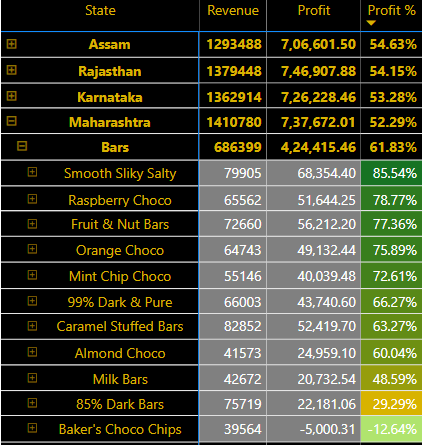 State Revenue Profit Profit %
Assam 1293488 7,06,601.50 54.63%
Rajasthan 1379448 7,46,907.88 54.15%
Karnataka 1362914 7,26,228.46 53.28%
Maharashtra 1410780 7,37,672.01 52.29%
Bars 686399 4,24,415.46 61.83%
Smooth Sliky Salty 79905 68,354.40 85.54%
Raspberry Choco 65562 51,644.25 78.77%
Fruit & Nut Bars 72660 56,212.20 77.36%
Orange Choco 64743 49,132.44 75.89%
Mint Chip Choco 55146 40,039.48 72.61%
99% Dark & Pure 66003 43,740.60 66.27%
Caramel Stuffed Bars 82852 52,419.70 63.27%
Almond Choco 41573 24,959.10 60.04%
Milk Bars 42672 20,732.54 48.59%
85% Dark Bars 75719 22,181.06 29.29%
Baker's Choco Chips 39564 -5,000.31 -12.64%